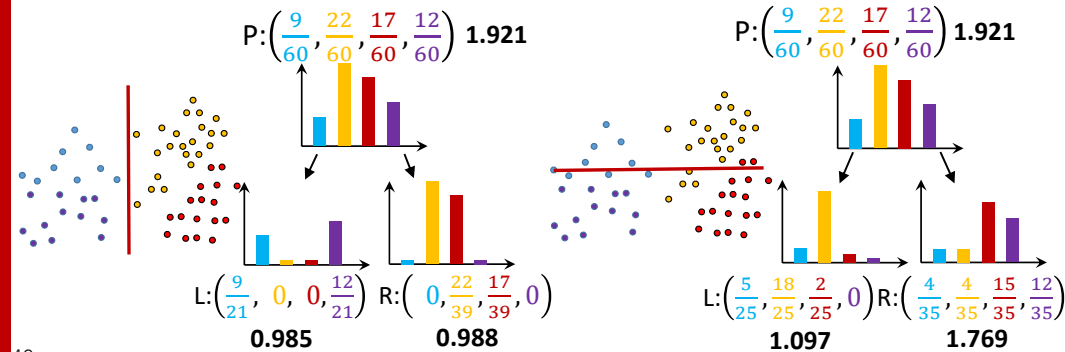 P:(9/60, 22/60, 17/60, 12/60) 1.921
L:(9/21, 0, 0, 12/21) R:( 0, 22/39, 17/39, 0)
0.985 0.988
P:(9/60, 22/60, 17/60, 12/60) 1.921
L:(5/25, 18/25, 2/25, 0) R:(4/35, 4/35, 15/35, 12/35)
1.097 1.769